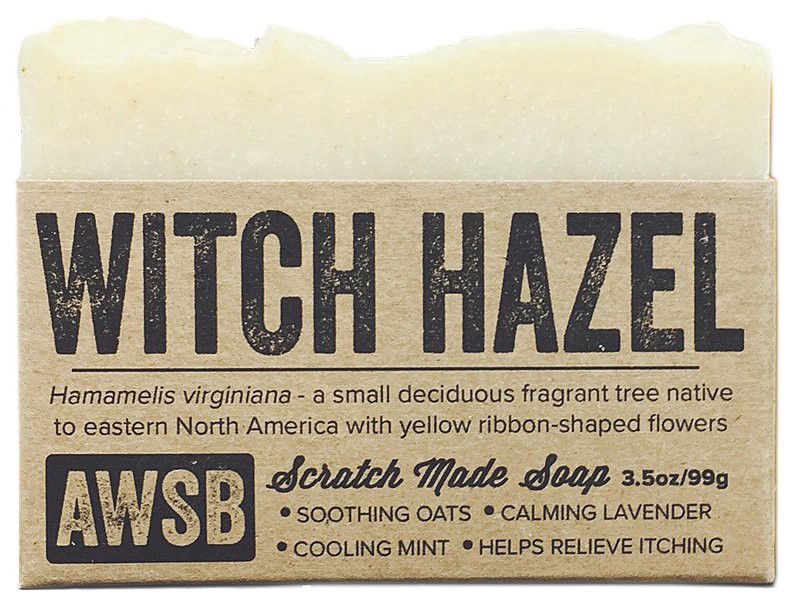 WITCH HAZEL
Hamamelis virginiana - a small deciduous fragrant tree native
to eastern North America with yellow ribbon-shaped flowers
AWSB
Scratch Made Soap 3.5oz/99g
• SOOTHING OATS • CALMING LAVENDER
• COOLING MINT • HELPS RELIEVE ITCHING